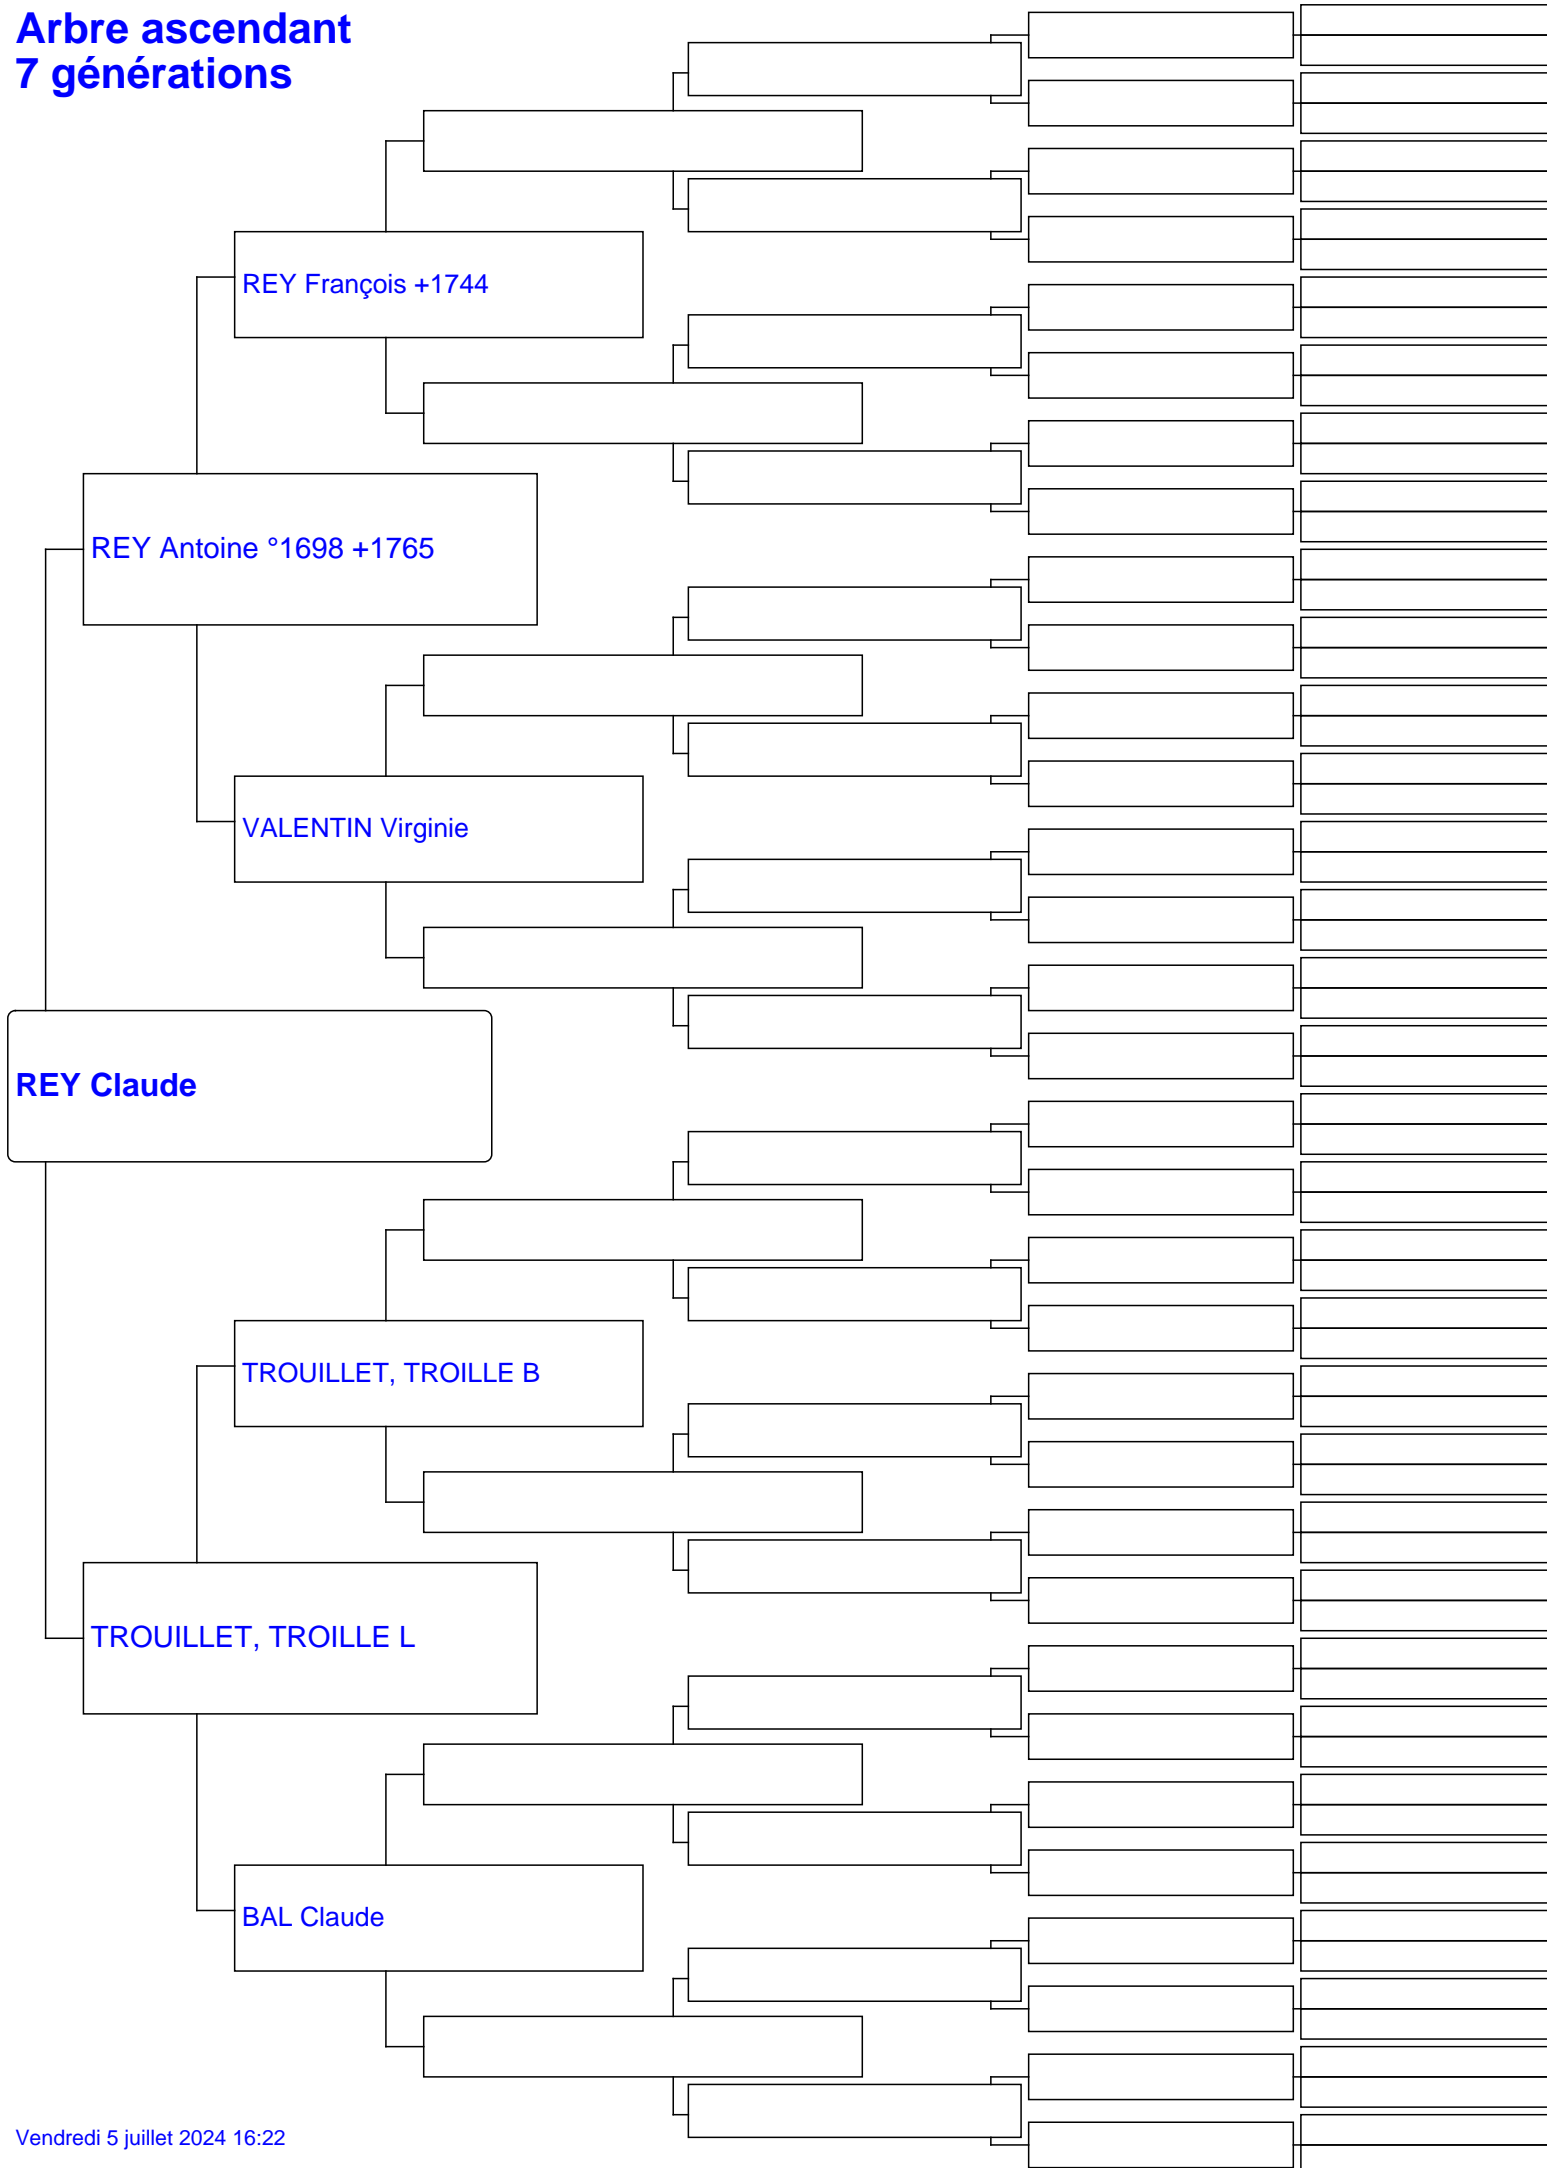 Arbre ascendant
7 générations
REY François +1744
REY Antoine °1698 +1765
VALENTIN Virginie
REY Claude
TROUILLET, TROILLE B
TROUILLET, TROILLE L
BAL Claude
Vendredi 5 juillet 2024 16:22